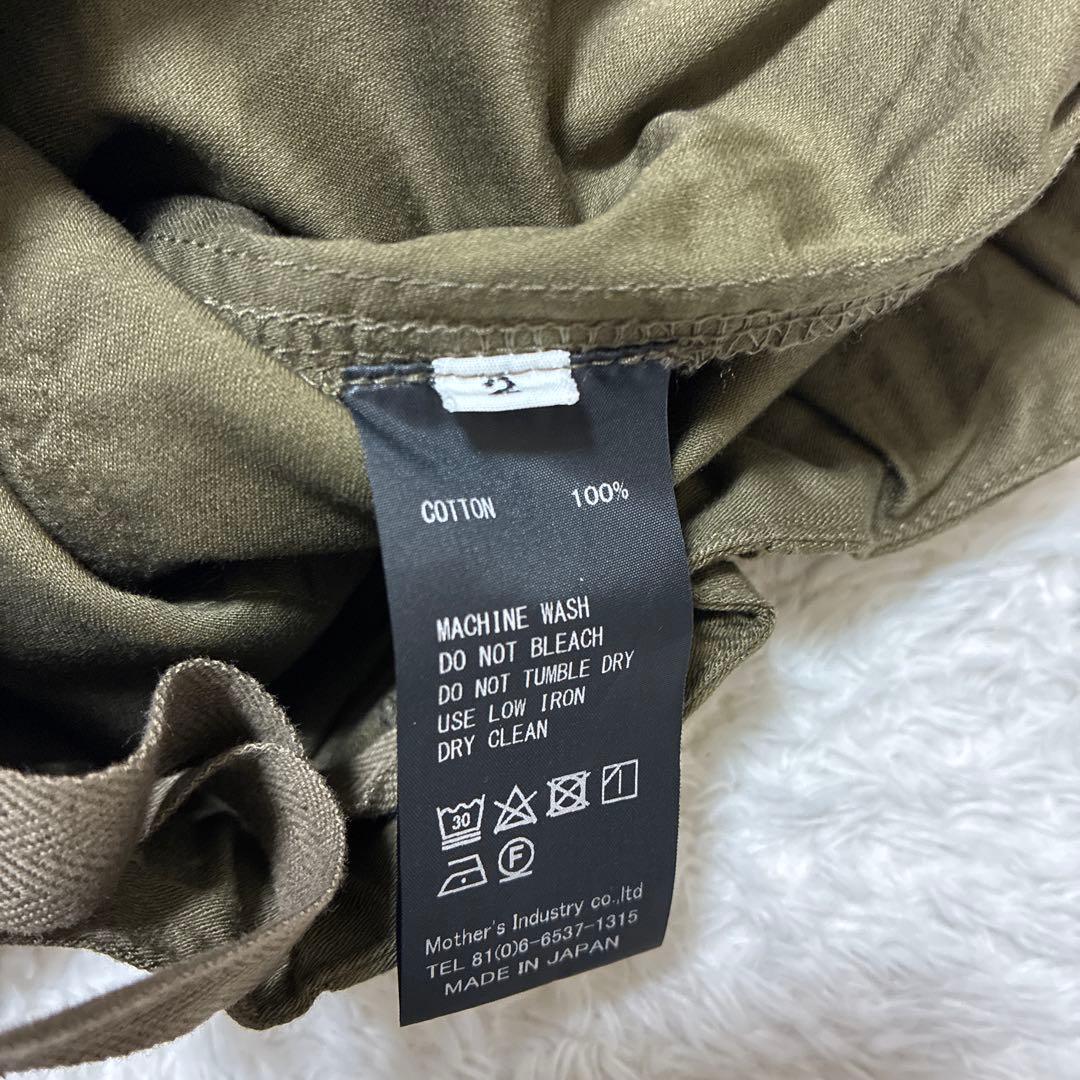 2
COTTON 100%
MACHINE WASH
DO NOT BLEACH
DO NOT TUMBLE DRY
USE LOW IRON
DRY CLEAN
30
F
Mother's Industry co.,ltd
TEL 81(0)6-6537-1315
MADE IN JAPAN